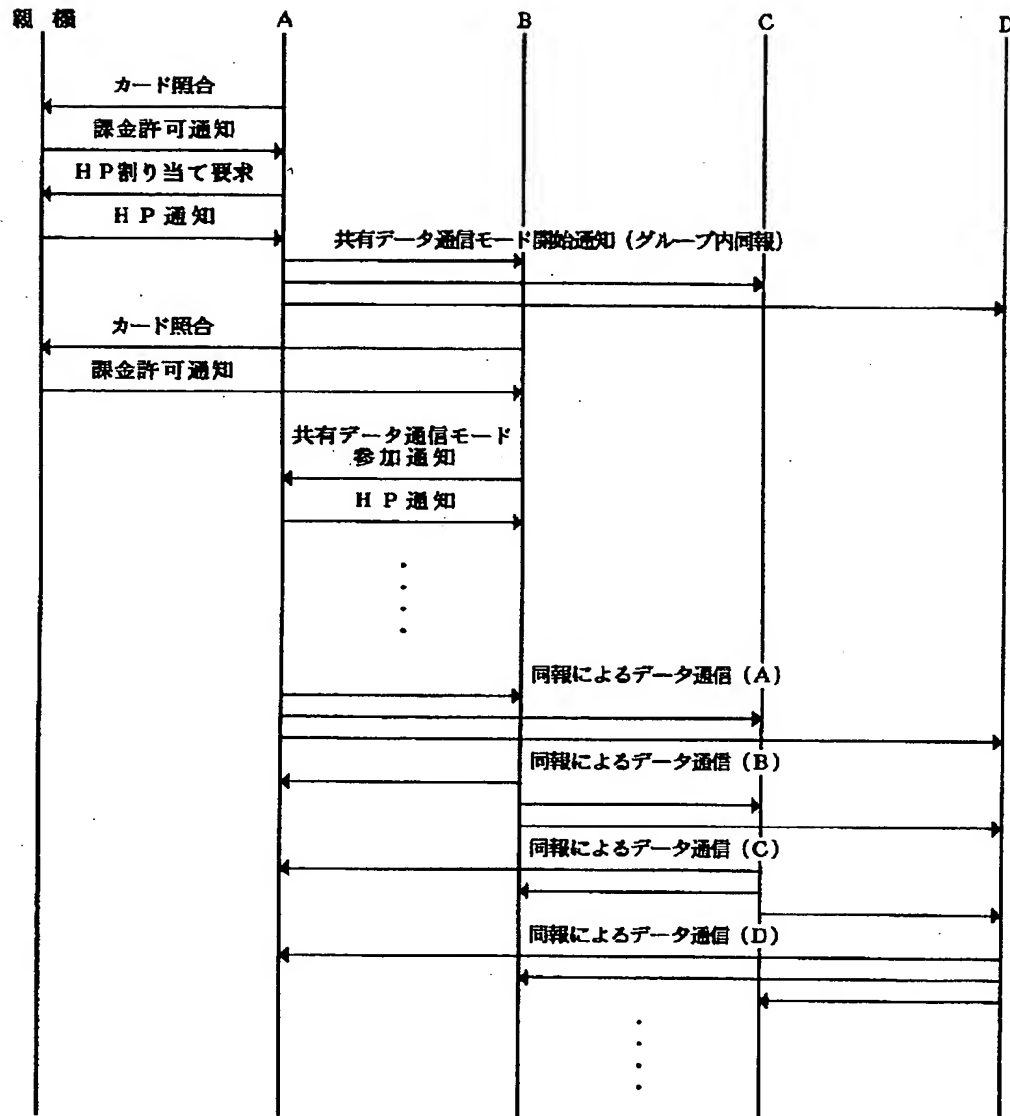 親機 A B C D
カード照合
課金許可通知
HP割り当て要求
HP通知
共有データ通信モード開始通知(グループ内同報)
カード照合
課金許可通知
共有データ通信モード
参加通知
HP通知
同報によるデータ通信(A)
同報によるデータ通信(B)
同報によるデータ通信(C)
同報によるデータ通信(D)